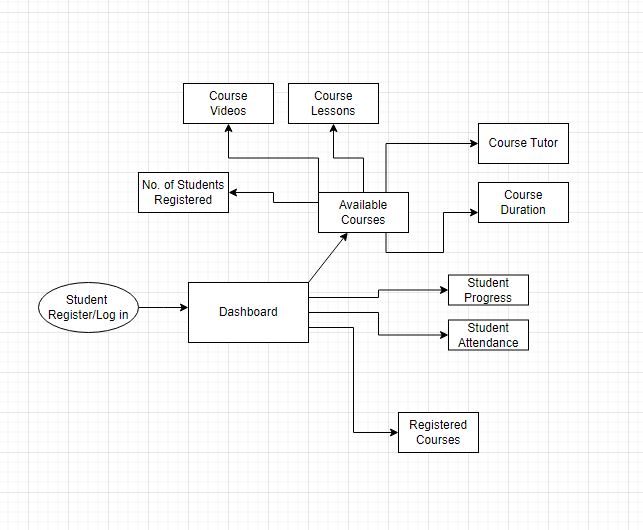 Course
Videos
Course
Lessons
Course Tutor
No. of Students
Registered
Available
Courses
Course
Duration
Student
Register/Log in
Dashboard
Student
Progress
Student
Attendance
Registered
Courses